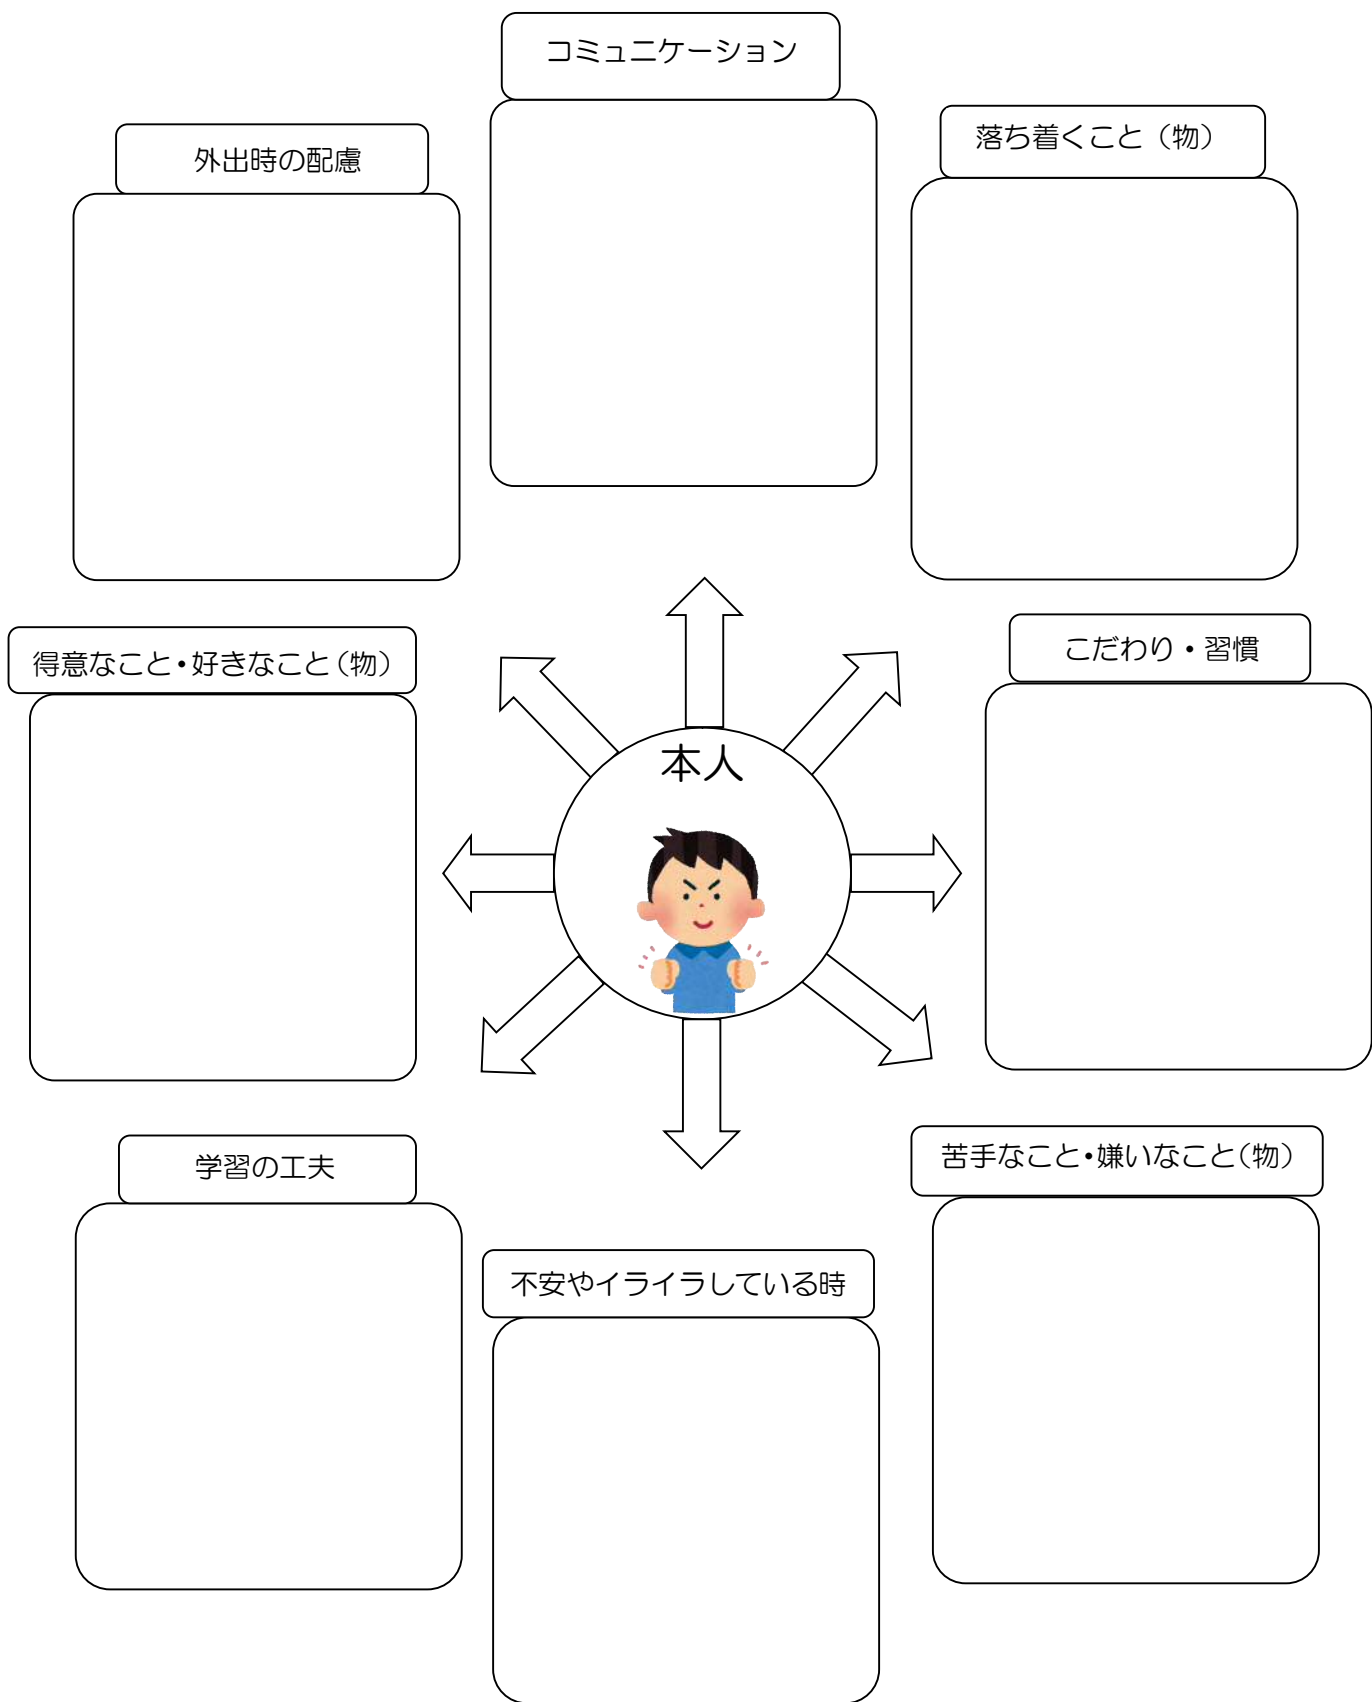 コミュニケーション
外出時の配慮
落ち着くこと（物）
得意なこと・好きなこと（物）
こだわり・習慣
本人
学習の工夫
苦手なこと・嫌いなこと（物）
不安やイライラしている時